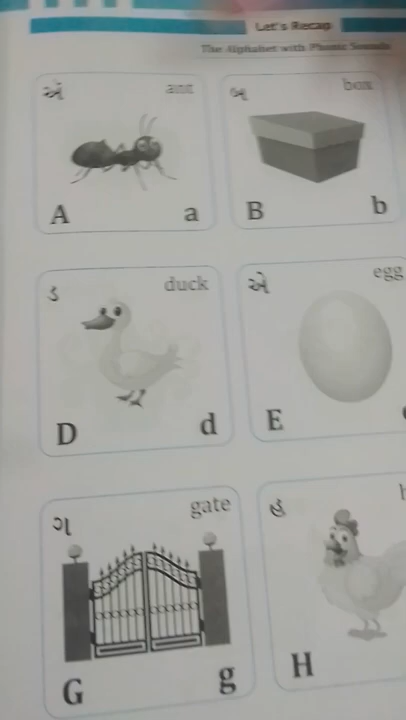 Let's Recap
The Alphabet with Phonic Sounds
ઍ ant
A a
બ box
B b
ડ duck
D d
એ egg
E
ગ gate
G g
હ
H